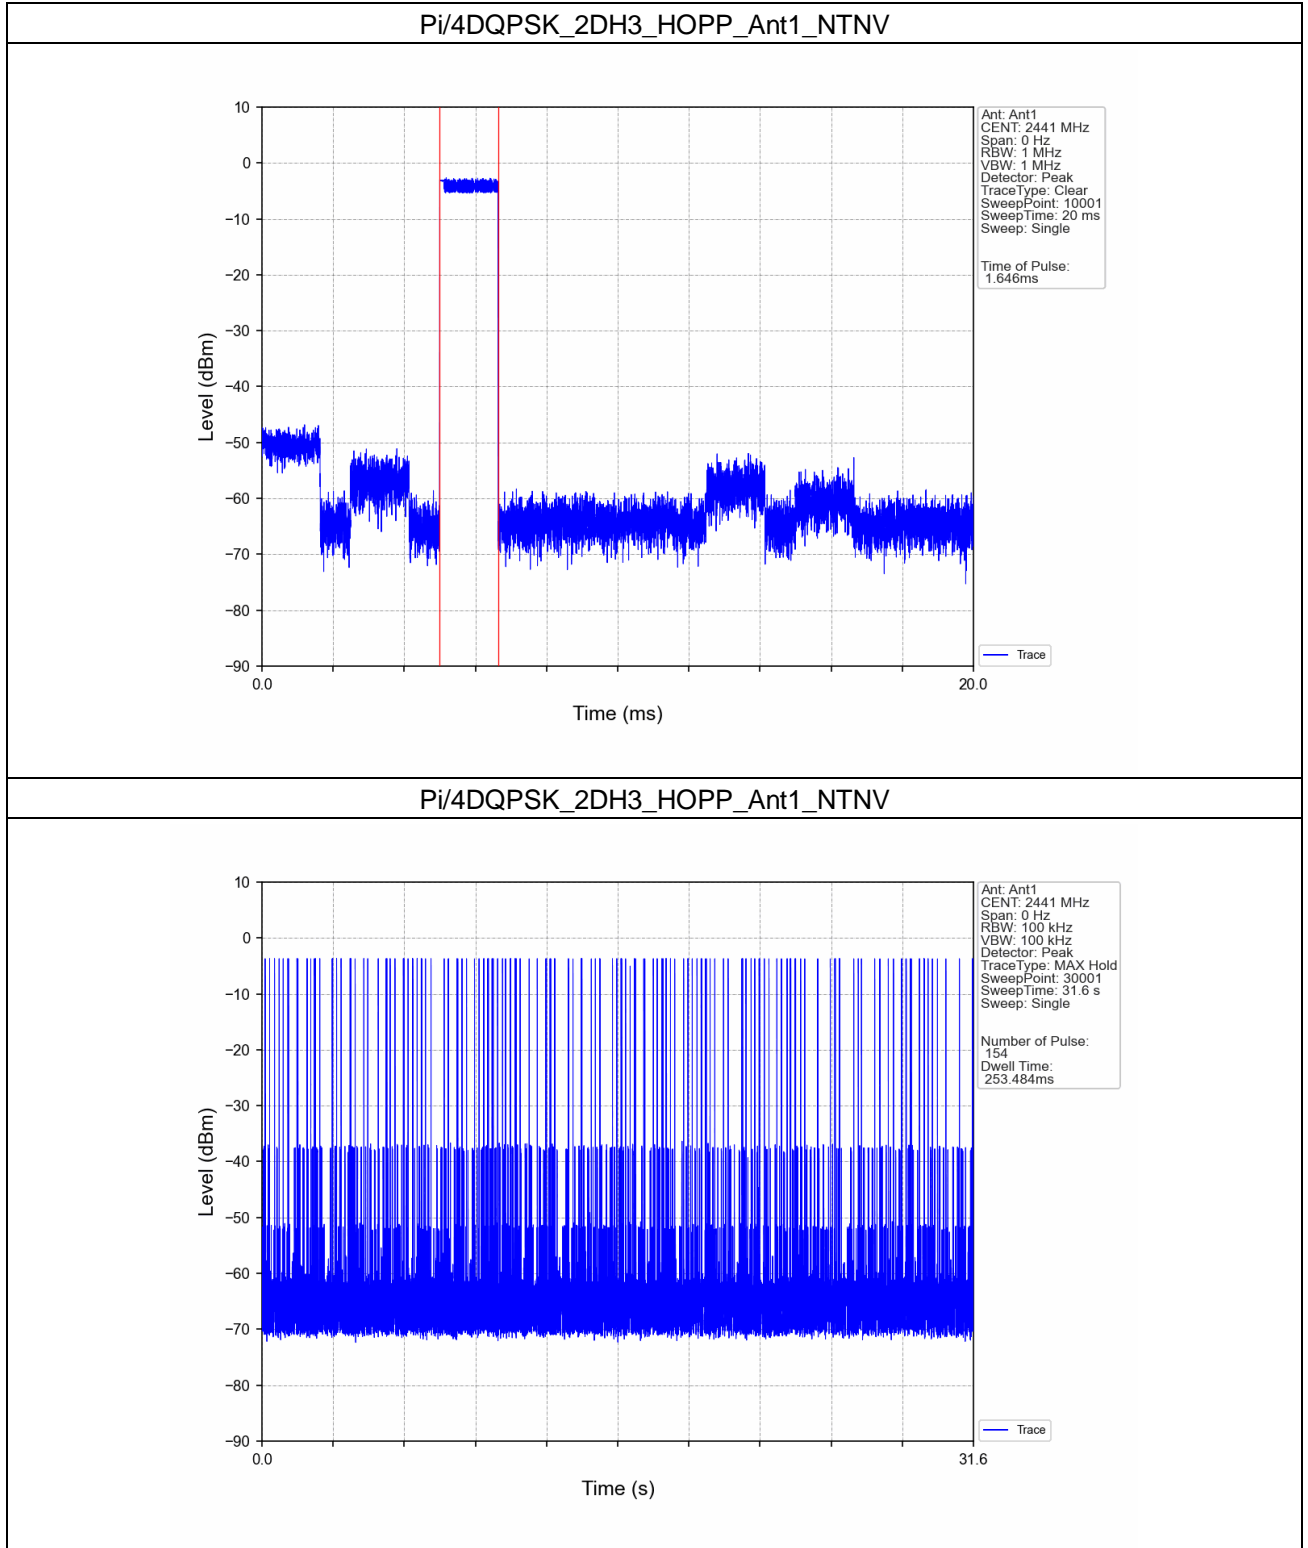 Pi/4DQPSK_2DH3_HOPP_Ant1_NTNV
10
0
−10
−20
−30
−40
−50
−60
−70
−80
−90
Level (dBm)
0.0
20.0
Time (ms)
Ant: Ant1
CENT: 2441 MHz
Span: 0 Hz
RBW: 1 MHz
VBW: 1 MHz
Detector: Peak
TraceType: Clear
SweepPoint: 10001
SweepTime: 20 ms
Sweep: Single
Time of Pulse:
1.646ms
Trace
Pi/4DQPSK_2DH3_HOPP_Ant1_NTNV
10
0
−10
−20
−30
−40
−50
−60
−70
−80
−90
Level (dBm)
0.0
31.6
Time (s)
Ant: Ant1
CENT: 2441 MHz
Span: 0 Hz
RBW: 100 kHz
VBW: 100 kHz
Detector: Peak
TraceType: MAX Hold
SweepPoint: 30001
SweepTime: 31.6 s
Sweep: Single
Number of Pulse:
154
Dwell Time:
253.484ms
Trace